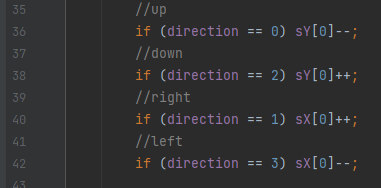 35 //up
36 if (direction == 0) sY[0]--;
37 //down
38 if (direction == 2) sY[0]++;
39 //right
40 if (direction == 1) sX[0]++;
41 //left
42 if (direction == 3) sX[0]--;
43